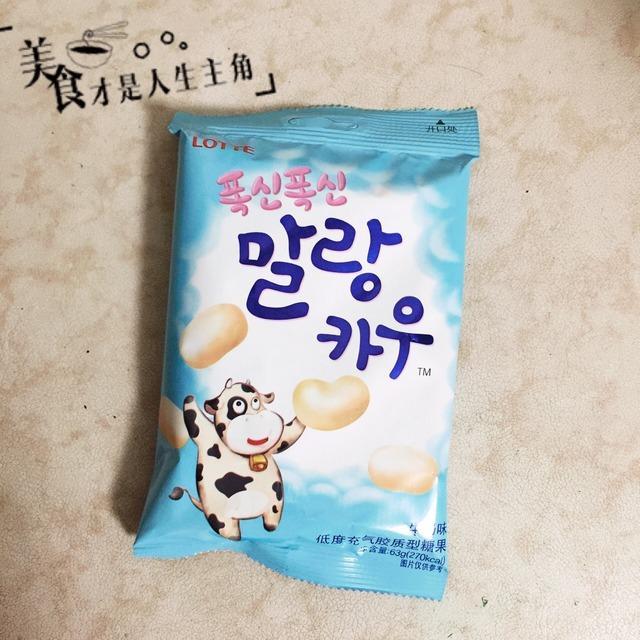 美食才是人生主角
开口处
LOTTE
폭신폭신
말랑
카우
TM
味
低度充气胶质型糖果
含量:63g(270kcal)
图片仅供参考